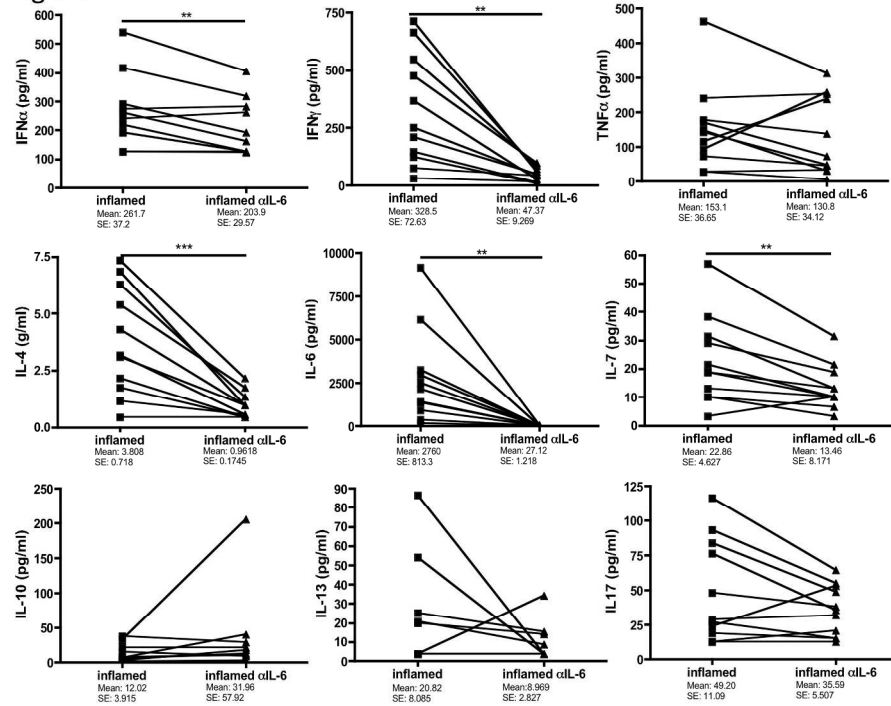 **
600
500
400
300
200
100
0
IFNα (pg/ml)
inflamed
Mean: 261.7
SE: 37.2
inflamed αIL-6
Mean: 203.9
SE: 29.57
**
750
500
250
0
IFNγ (pg/ml)
inflamed
Mean: 328.5
SE: 72.63
inflamed αIL-6
Mean: 47.37
SE: 9.269
500
400
300
200
100
0
TNFα (pg/ml)
inflamed
Mean: 153.1
SE: 36.65
inflamed αIL-6
Mean: 130.8
SE: 34.12
***
7.5
5.0
2.5
0.0
IL-4 (g/ml)
inflamed
Mean: 3.808
SE: 0.718
inflamed αIL-6
Mean: 0.9618
SE: 0.1745
**
10000
7500
5000
2500
0
IL-6 (pg/ml)
inflamed
Mean: 2760
SE: 813.3
inflamed αIL-6
Mean: 27.12
SE: 1.218
**
60
50
40
30
20
10
0
IL-7 (pg/ml)
inflamed
Mean: 22.86
SE: 4.627
inflamed αIL-6
Mean: 13.46
SE: 8.171
250
200
150
100
50
0
IL-10 (pg/ml)
inflamed
Mean: 12.02
SE: 3.915
inflamed αIL-6
Mean: 31.96
SE: 57.92
90
80
70
60
50
40
30
20
10
0
IL-13 (pg/ml)
inflamed
Mean: 20.82
SE: 8.085
inflamed αIL-6
Mean:8.969
SE: 2.827
125
100
75
50
25
0
IL17 (pg/ml)
inflamed
Mean: 49.20
SE: 11.09
inflamed αIL-6
Mean: 35.59
SE: 5.507